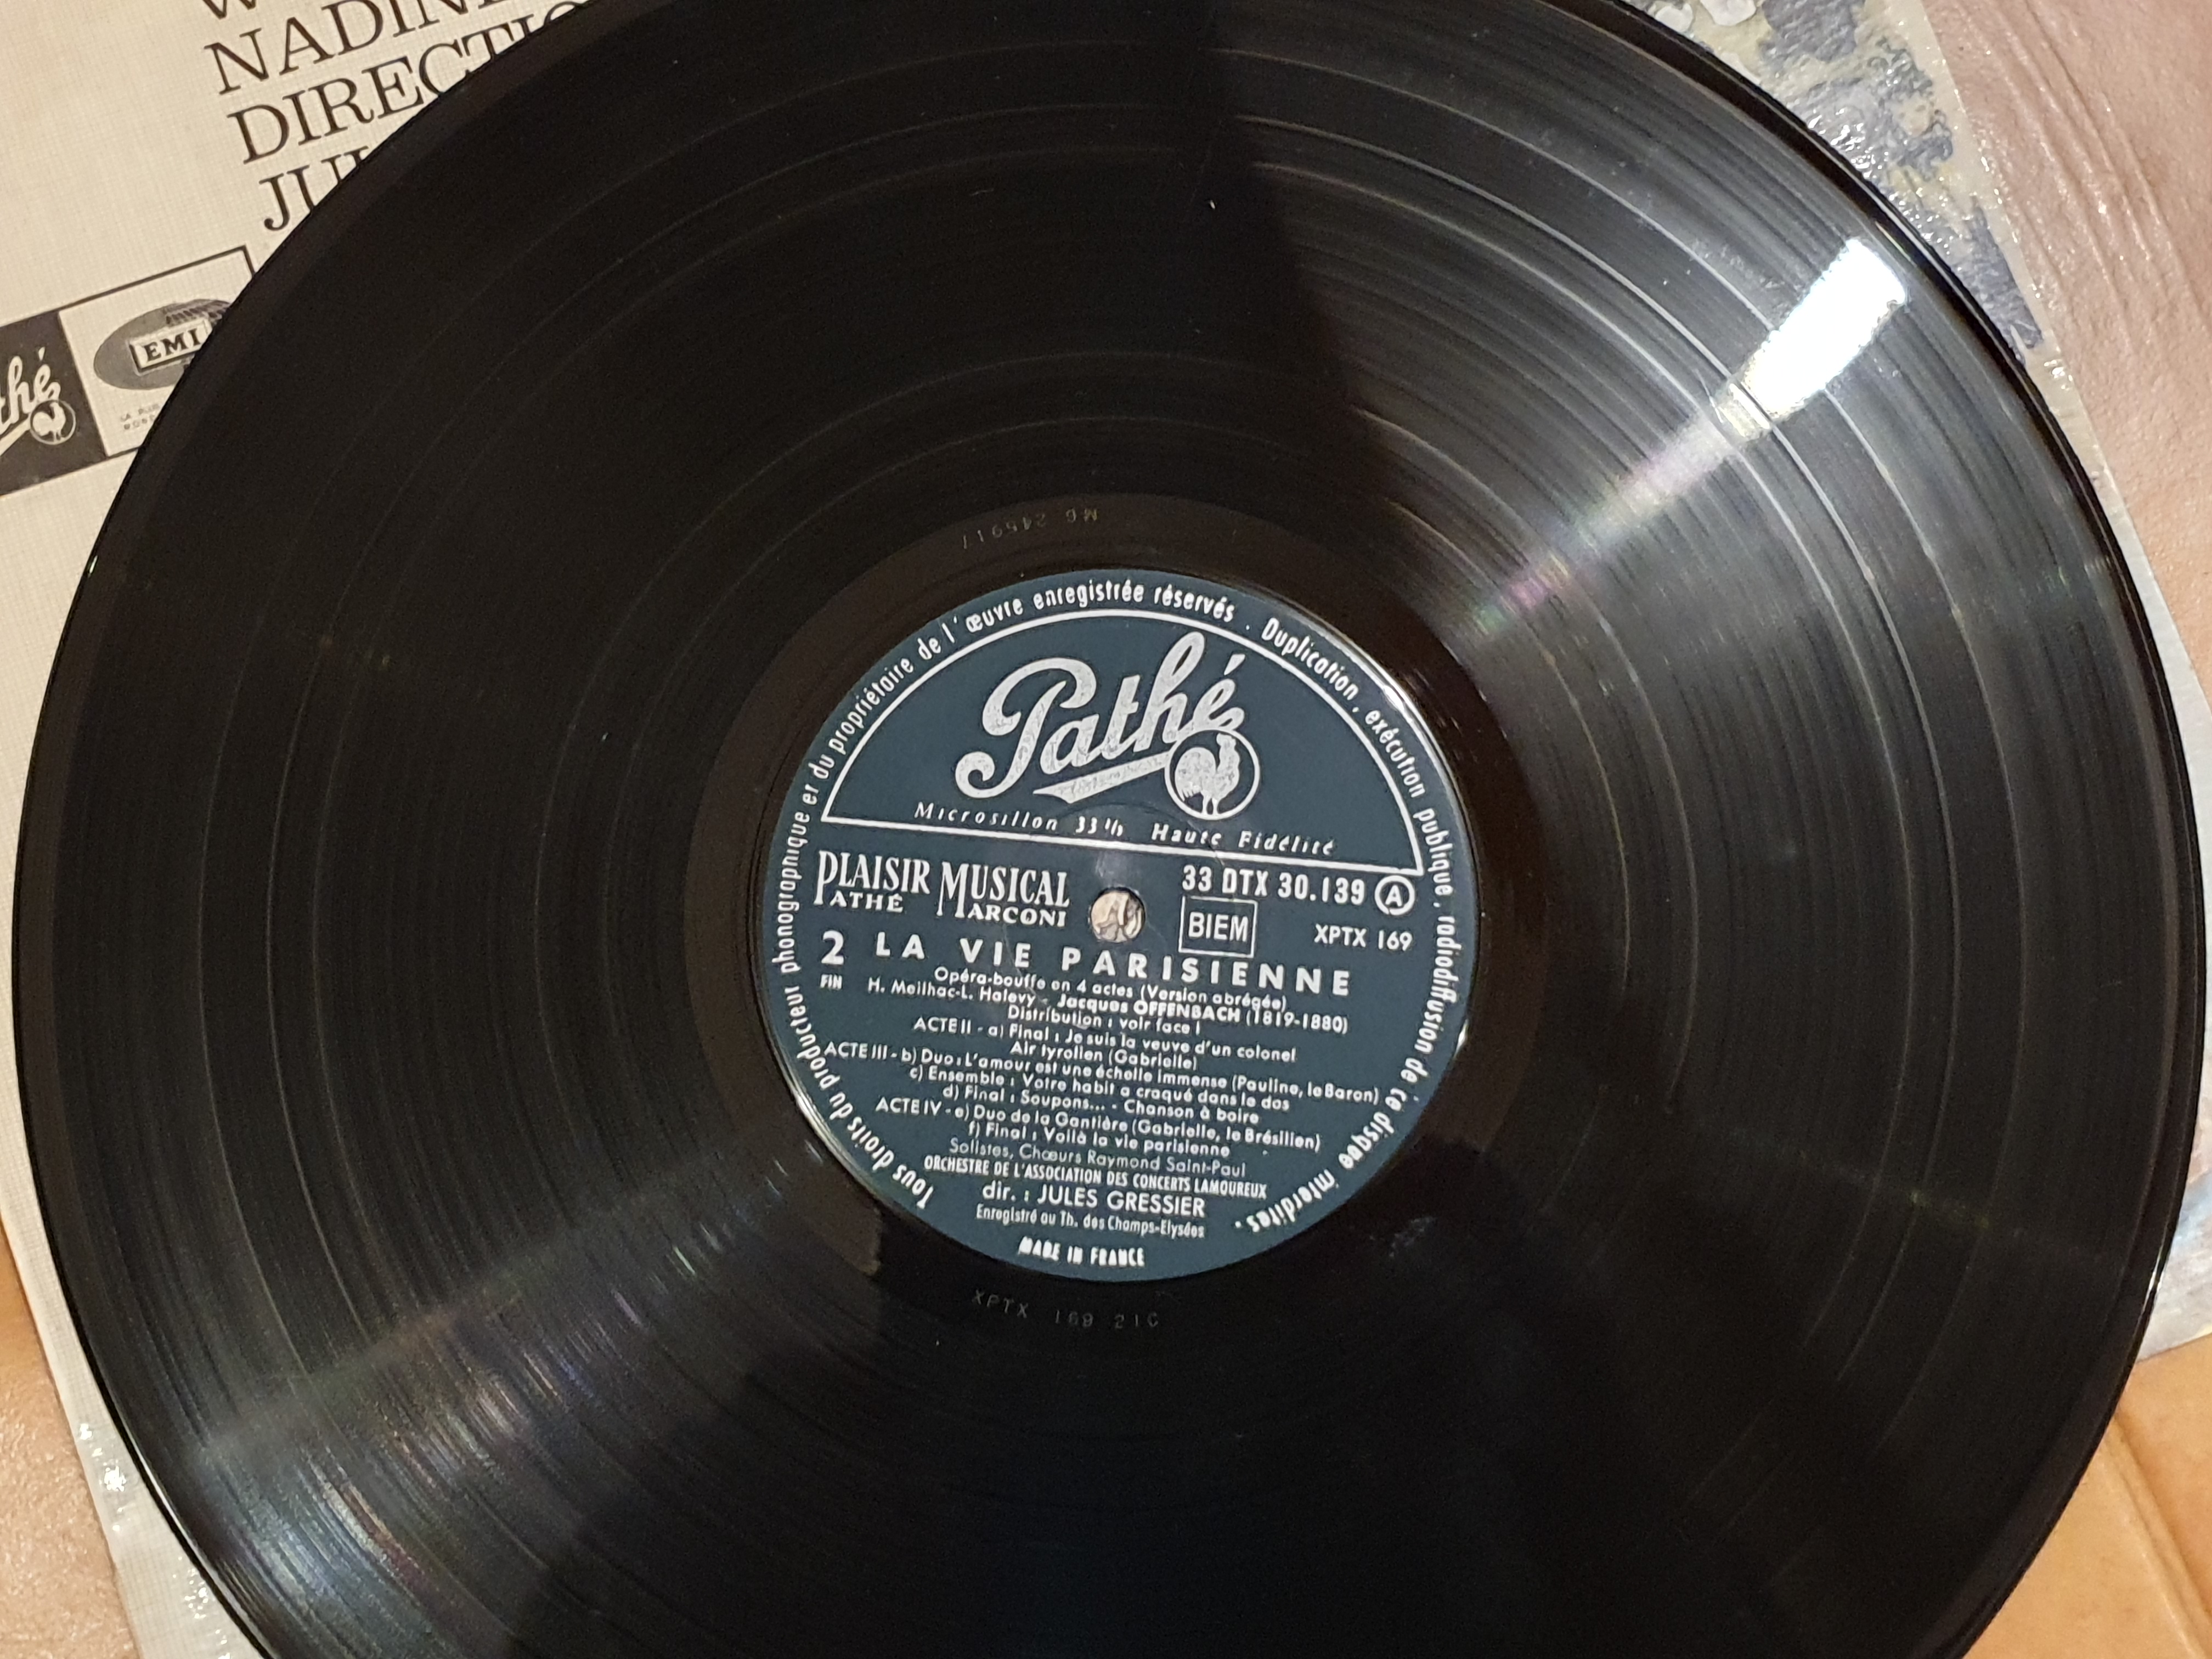 NADINE
DIRECTIO
JU
EMI
thé
MG 245917
Tous droits du producteur phonographique et du propriétaire de l'œuvre enregistrée réservés . Duplication . exécution publique . radiodiffusion de ce disque interdites .
Pathé
Microsillon 33 1/3 Haute Fidélité
PLAISIR MUSICAL
PATHÉ MARCONI
33 DTX 30.139 A
BIEM
XPTX 169
2 LA VIE PARISIENNE
FIN
Opéra-bouffe en 4 actes (Version abrégée)
H. Meilhac-L. Halevy - Jacques OFFENBACH (1819-1880)
Distribution : voir face I
ACTE II - a) Final : Je suis la veuve d'un colonel
Air tyrolien (Gabrielle)
ACTE III - b) Duo : L'amour est une échelle immense (Pauline, le Baron)
c) Ensemble : Votre habit a craqué dans le dos
d) Final : Soupons... - Chanson à boire
ACTE IV - e) Duo de la Gantière (Gabrielle, le Brésilien)
f) Final : Voilà la vie parisienne
Solistes, Chœurs Raymond Saint-Paul
ORCHESTRE DE L'ASSOCIATION DES CONCERTS LAMOUREUX
dir. : JULES GRESSIER
Enregistré au Th. des Champs-Elysées
MADE IN FRANCE
XPTX 169 21C